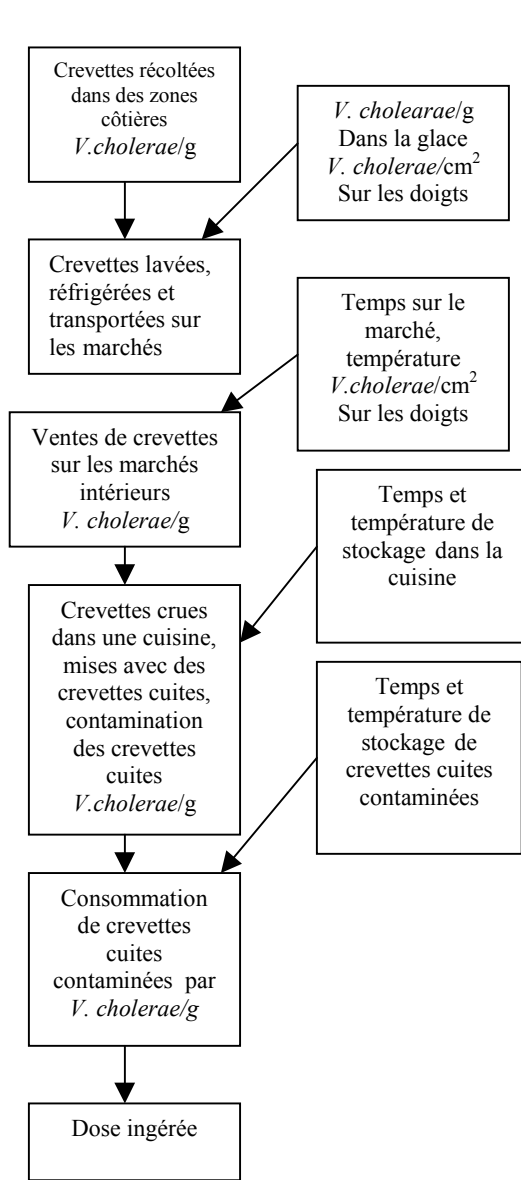 Crevettes récoltées
dans des zones
côtières
V.cholerae/g
V. cholearae/g
Dans la glace
V. cholerae/cm²
Sur les doigts
Crevettes lavées,
réfrigérées et
transportées sur
les marchés
Temps sur le
marché,
température
V.cholerae/cm²
Sur les doigts
Ventes de crevettes
sur les marchés
intérieurs
V. cholerae/g
Temps et
température de
stockage dans la
cuisine
Crevettes crues
dans une cuisine,
mises avec des
crevettes cuites,
contamination
des crevettes
cuites
V.cholerae/g
Temps et
température de
stockage de
crevettes cuites
contaminées
Consommation
de crevettes
cuites
contaminées par
V. cholerae/g
Dose ingérée